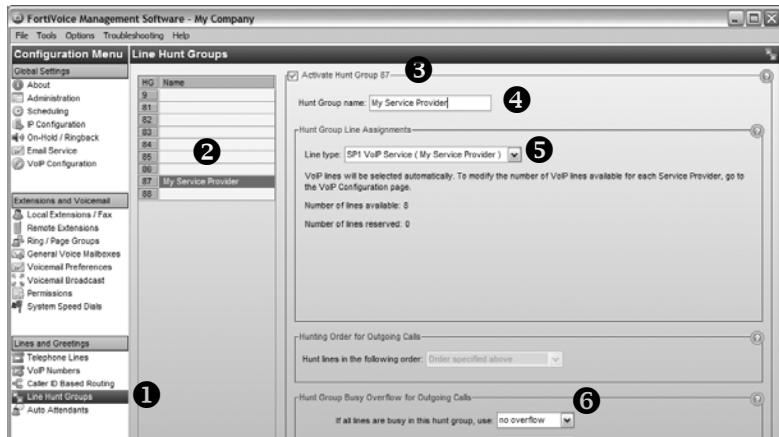 FortiVoice Management Software - My Company
File Tools Options Troubleshooting Help
Configuration Menu
Line Hunt Groups
Global Settings
About
Administration
Scheduling
IP Configuration
On-Hold / Ringback
Email Service
VoIP Configuration
Extensions and Voicemail
Local Extensions / Fax
Remote Extensions
Ring / Page Groups
General Voice Mailboxes
Voicemail Preferences
Voicemail Broadcast
Permissions
System Speed Dials
Lines and Greetings
Telephone Lines
VoIP Numbers
Caller ID Based Routing
Line Hunt Groups
Auto Attendants
1
HG Name
9
81
82
83
84
85
86
87 My Service Provider
88
2
Activate Hunt Group 87
3
Hunt Group name: My Service Provider
4
Hunt Group Line Assignments
Line type: SP1 VoIP Service ( My Service Provider )
5
VoIP lines will be selected automatically. To modify the number of VoIP lines available for each Service Provider, go to
the VoIP Configuration page.
Number of lines available: 8
Number of lines reserved: 0
Hunting Order for Outgoing Calls
Hunt lines in the following order: Order specified above
Hunt Group Busy Overflow for Outgoing Calls
6
If all lines are busy in this hunt group, use: no overflow